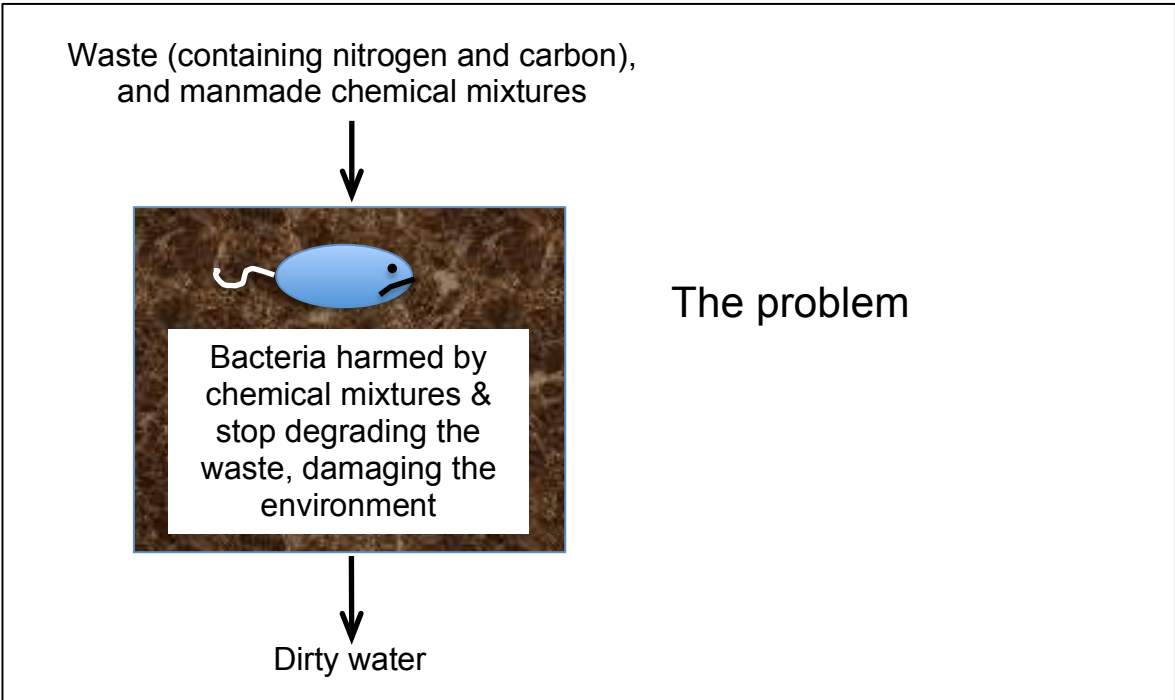 Waste (containing nitrogen and carbon),
and manmade chemical mixtures
The problem
Bacteria harmed by
chemical mixtures &
stop degrading the
waste, damaging the
environment
Dirty water